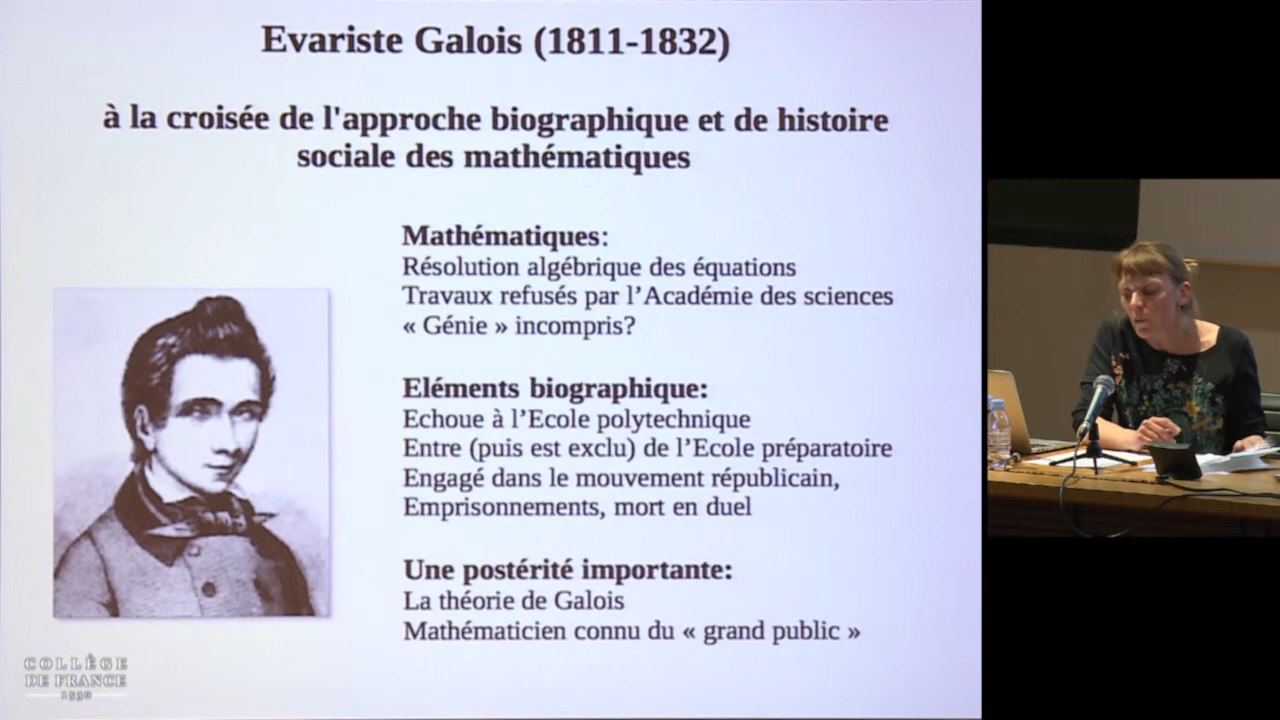 Evariste Galois (1811-1832)
à la croisée de l'approche biographique et de histoire
sociale des mathématiques
Mathématiques:
Résolution algébrique des équations
Travaux refusés par l’Académie des sciences
« Génie » incompris?
Eléments biographique:
Echoue à l’Ecole polytechnique
Entre (puis est exclu) de l’Ecole préparatoire
Engagé dans le mouvement républicain,
Emprisonnements, mort en duel
Une postérité importante:
La théorie de Galois
Mathématicien connu du « grand public »
COLLÈGE
DE FRANCE
1530